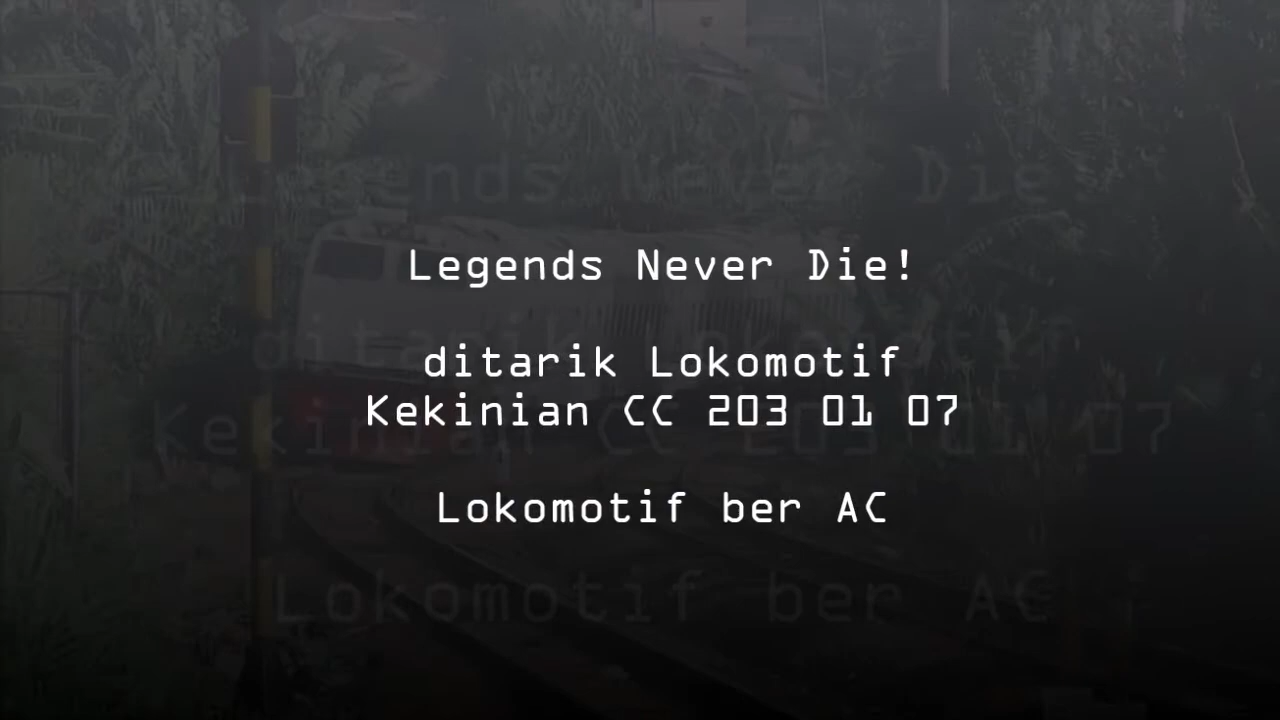 Legends Never Die!
ditarik Lokomotif
Kekinian CC 203 01 07
Lokomotif ber AC